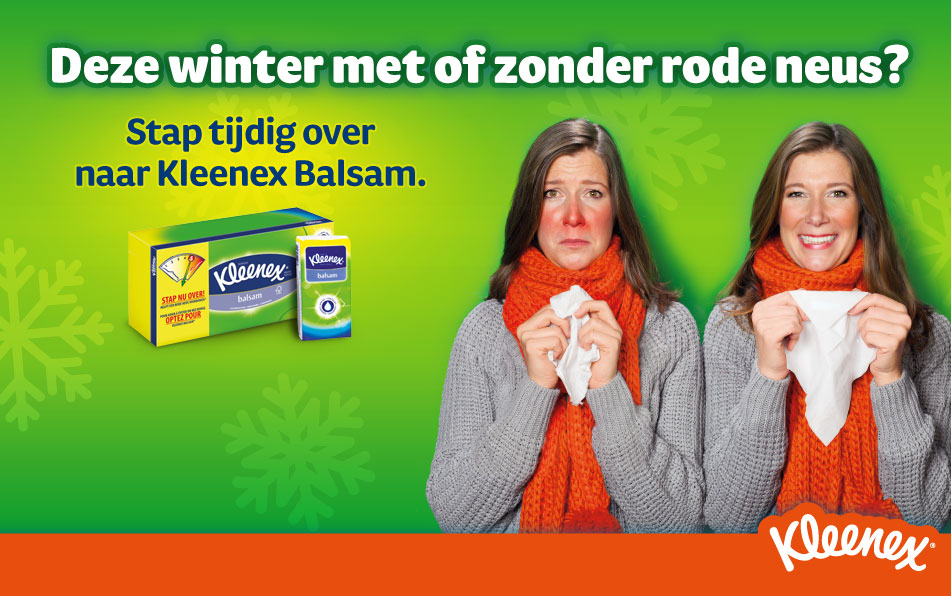 Deze winter met of zonder rode neus?
Stap tijdig over
naar Kleenex Balsam.
Kleenex
balsam
STAP NU OVER!
OPTEZ POUR
Kleenex
balsam
Kleenex®